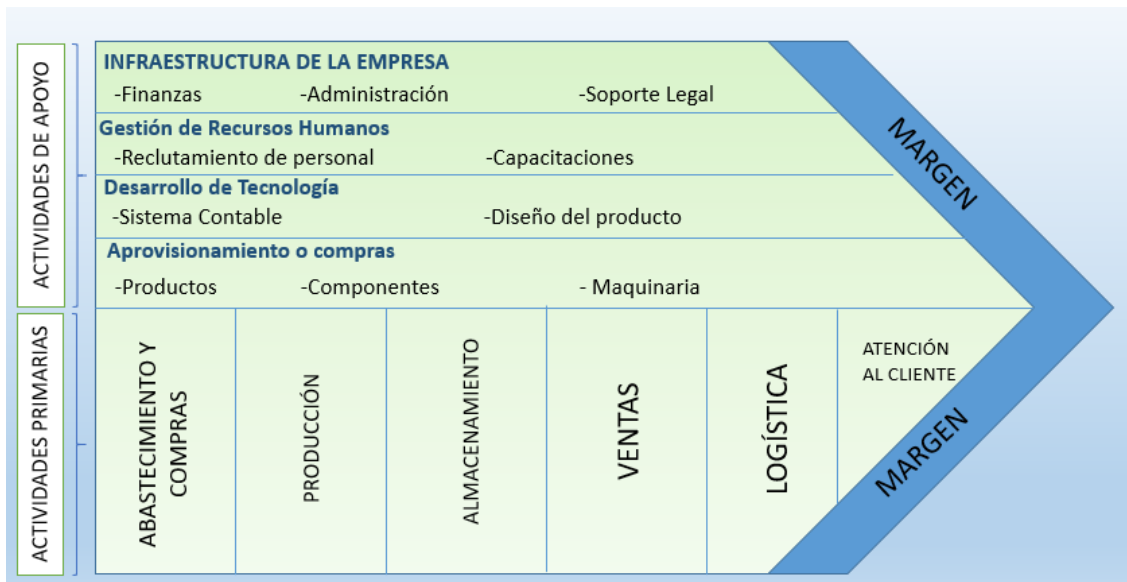 ACTIVIDADES DE APOYO
INFRAESTRUCTURA DE LA EMPRESA
-Finanzas -Administración -Soporte Legal
Gestión de Recursos Humanos
-Reclutamiento de personal -Capacitaciones
Desarrollo de Tecnología
-Sistema Contable -Diseño del producto
Aprovisionamiento o compras
-Productos -Componentes - Maquinaria
MARGEN
ACTIVIDADES PRIMARIAS
ABASTECIMIENTO Y
COMPRAS
PRODUCCIÓN
ALMACENAMIENTO
VENTAS
LOGÍSTICA
ATENCIÓN
AL CLIENTE
MARGEN